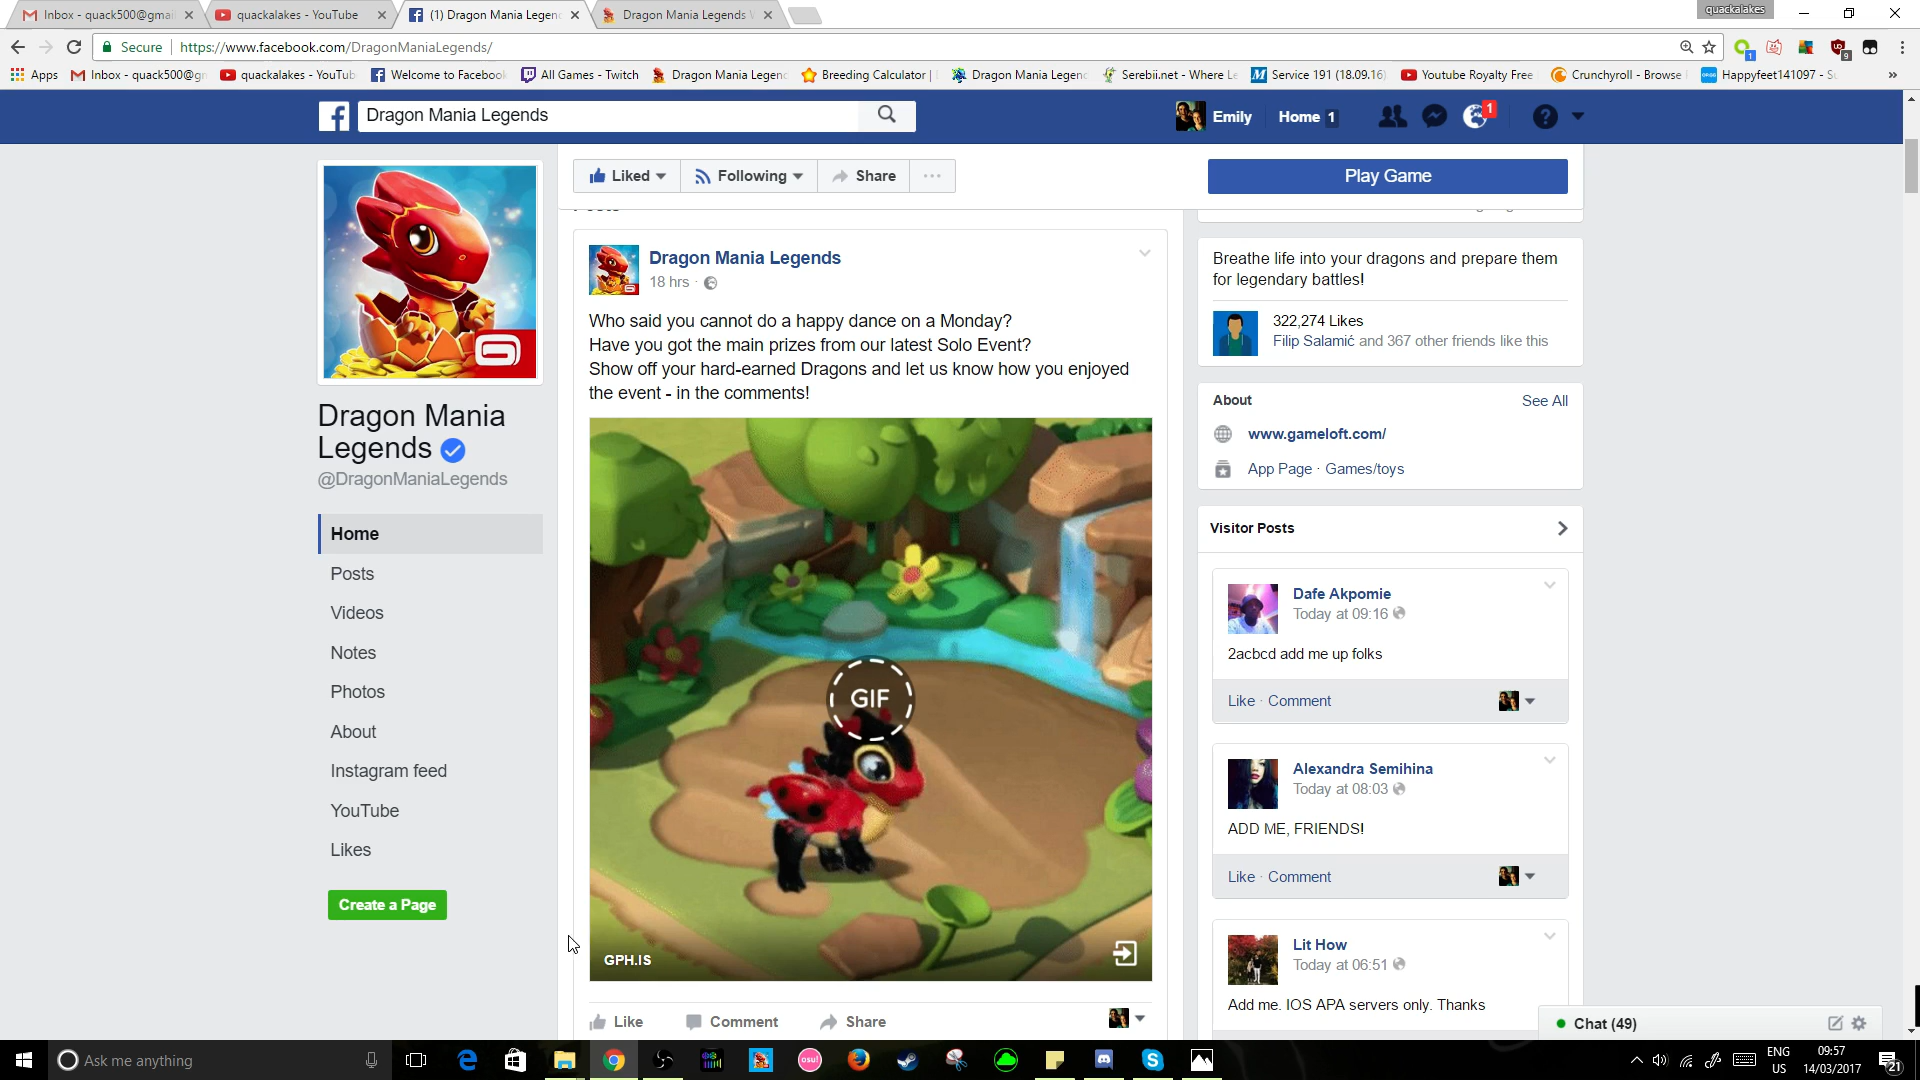 Inbox - quack500@gmai
quackalakes - YouTube
(1) Dragon Mania Legen
Dragon Mania Legends
quackalakes
Secure
https://www.facebook.com/DragonManiaLegends/
Apps
Inbox - quack500@g
quackalakes - YouTub
Welcome to Facebook
All Games - Twitch
Dragon Mania Legen
Breeding Calculator |
Dragon Mania Legen
Serebii.net - Where L
Service 191 (18.09.16)
Youtube Royalty Free
Crunchyroll - Browse
Happyfeet141097 - S
Dragon Mania Legends
Emily
Home 1
1
Liked
Following
Share
Play Game
Dragon Mania Legends
18 hrs
Who said you cannot do a happy dance on a Monday?
Have you got the main prizes from our latest Solo Event?
Show off your hard-earned Dragons and let us know how you enjoyed
the event - in the comments!
GIF
GPH.IS
Like
Comment
Share
Dragon Mania
Legends
@DragonManiaLegends
Home
Posts
Videos
Notes
Photos
About
Instagram feed
YouTube
Likes
Create a Page
Breathe life into your dragons and prepare them
for legendary battles!
322,274 Likes
Filip Salamić and 367 other friends like this
About
See All
www.gameloft.com/
App Page · Games/toys
Visitor Posts
Dafe Akpomie
Today at 09:16
2acbcd add me up folks
Like · Comment
Alexandra Semihina
Today at 08:03
ADD ME, FRIENDS!
Like · Comment
Lit How
Today at 06:51
Add me. IOS APA servers only. Thanks
Chat (49)
Ask me anything
osu!
ENG
US
09:57
14/03/2017
21